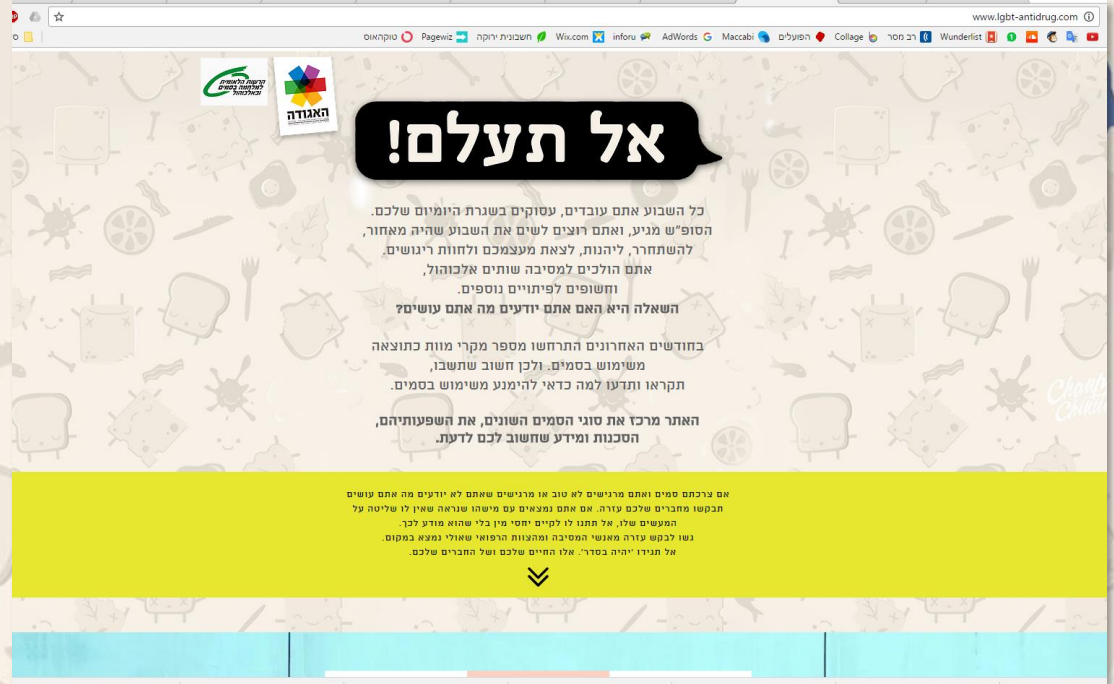 www.lgbt-antidrug.com
רב מסר Wunderlist
Collage
הפועלים
Maccabi
AdWords
inforu
Wix.com
חשבונית ירוקה
Pagewiz
טוקהאוס
הרשות הלאומית
למלחמה בסמים
ובאלכוהול
האגודה
אל תעלם!
כל השבוע אתם עובדים, עסוקים בשגרת היומיום שלכם.
הסופ״ש מגיע, ואתם רוצים לשים את השבוע שהיה מאחור,
להשתחרר, ליהנות, לצאת מעצמכם ולחוות ריגושים.
אתם הולכים למסיבה שותים אלכוהול,
וחשופים לפיתויים נוספים.
השאלה היא האם אתם יודעים מה אתם עושים?
בחודשים האחרונים התרחשו מספר מקרי מוות כתוצאה
משימוש בסמים. ולכן חשוב שתשבו,
תקראו ותדעו למה כדאי להימנע משימוש בסמים.
האתר מרכז את סוגי הסמים השונים, את השפעותיהם,
הסכנות ומידע שחשוב לכם לדעת.
אם צרכתם סמים ואתם מרגישים לא טוב או מרגישים שאתם לא יודעים מה אתם עושים
תבקשו מחברים שלכם עזרה. אם אתם נמצאים עם מישהו שנראה שאין לו שליטה על
המעשים שלו, אל תתנו לו לקיים יחסי מין בלי שהוא מודע לכך.
גשו לבקש עזרה מאנשי המסיבה ומהצוות הרפואי שאולי נמצא במקום.
אל תגידו 'יהיה בסדר'. אלו החיים שלכם ושל החברים שלכם.